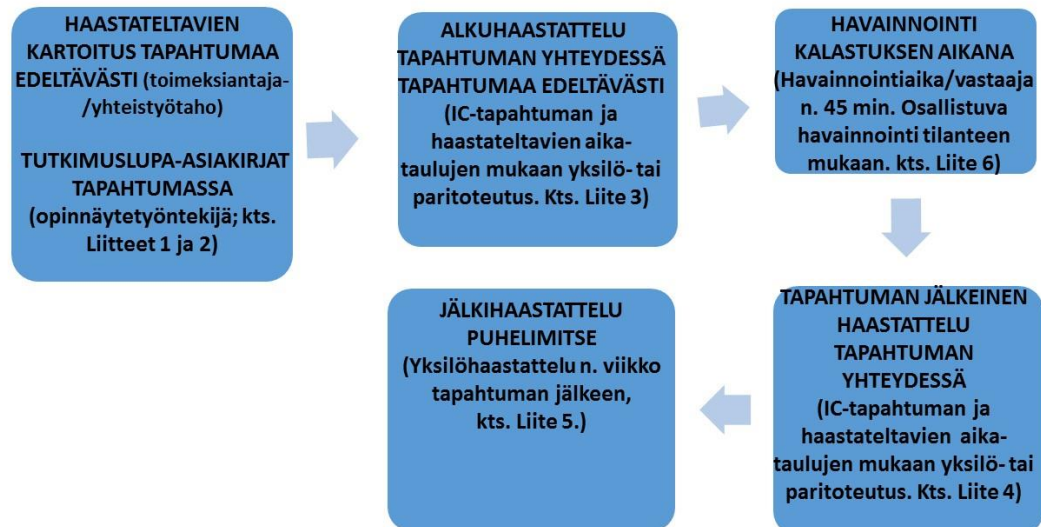 HAASTATELTAVIEN
KARTOITUS TAPAHTUMAA
EDELTÄVÄSTI (toimeksiantaja-
/yhteistyötaho)
TUTKIMUSLUPA-ASIAKIRJAT
TAPAHTUMASSA
(opinnäytetyöntekijä; kts.
Liitteet 1 ja 2)
ALKUHAASTATTELU
TAPAHTUMAN YHTEYDESSÄ
TAPAHTUMAA EDELTÄVÄSTI
(IC-tapahtuman ja
haastateltavien aika-
taulujen mukaan yksilö- tai
paritoteutus. Kts. Liite 3)
HAVAINNOINTI
KALASTUKSEN AIKANA
(Havainnointiaika/vastaaja
n. 45 min. Osallistuva
havainnointi tilanteen
mukaan. kts. Liite 6)
TAPAHTUMAN JÄLKEINEN
HAASTATTELU
TAPAHTUMAN
YHTEYDESSÄ
(IC-tapahtuman ja
haastateltavien aika-
taulujen mukaan yksilö- tai
paritoteutus. Kts. Liite 4)
JÄLKIHAASTATTELU
PUHELIMITSE
(Yksilöhaastattelu n. viikko
tapahtuman jälkeen,
kts. Liite 5.)